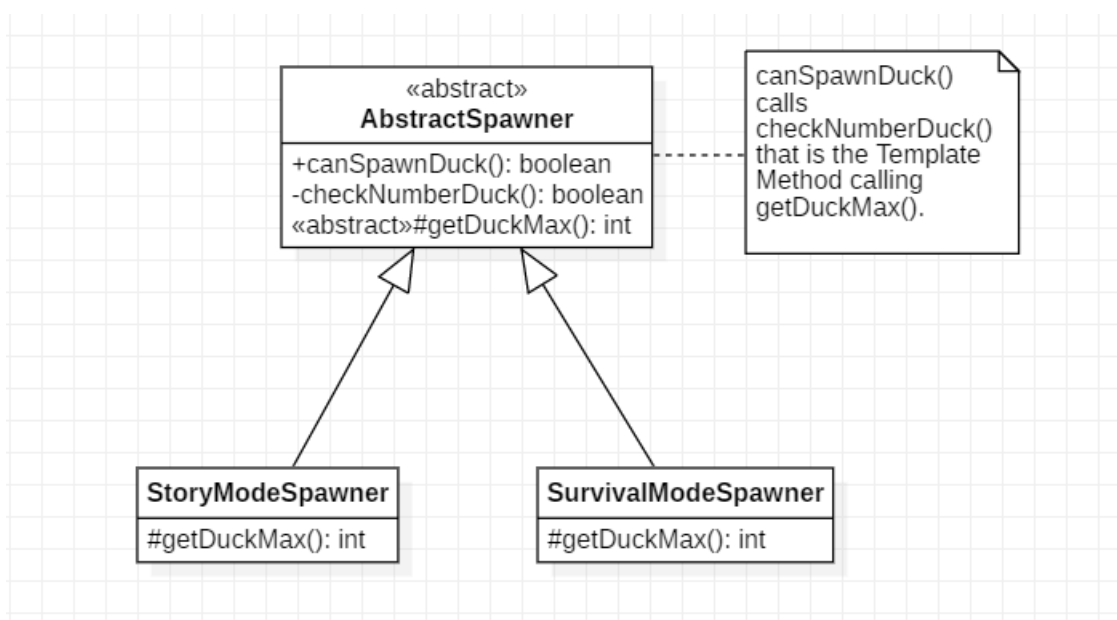 «abstract»
AbstractSpawner
+canSpawnDuck(): boolean
-checkNumberDuck(): boolean
«abstract»#getDuckMax(): int
canSpawnDuck()
calls
checkNumberDuck()
that is the Template
Method calling
getDuckMax().
StoryModeSpawner
#getDuckMax(): int
SurvivalModeSpawner
#getDuckMax(): int